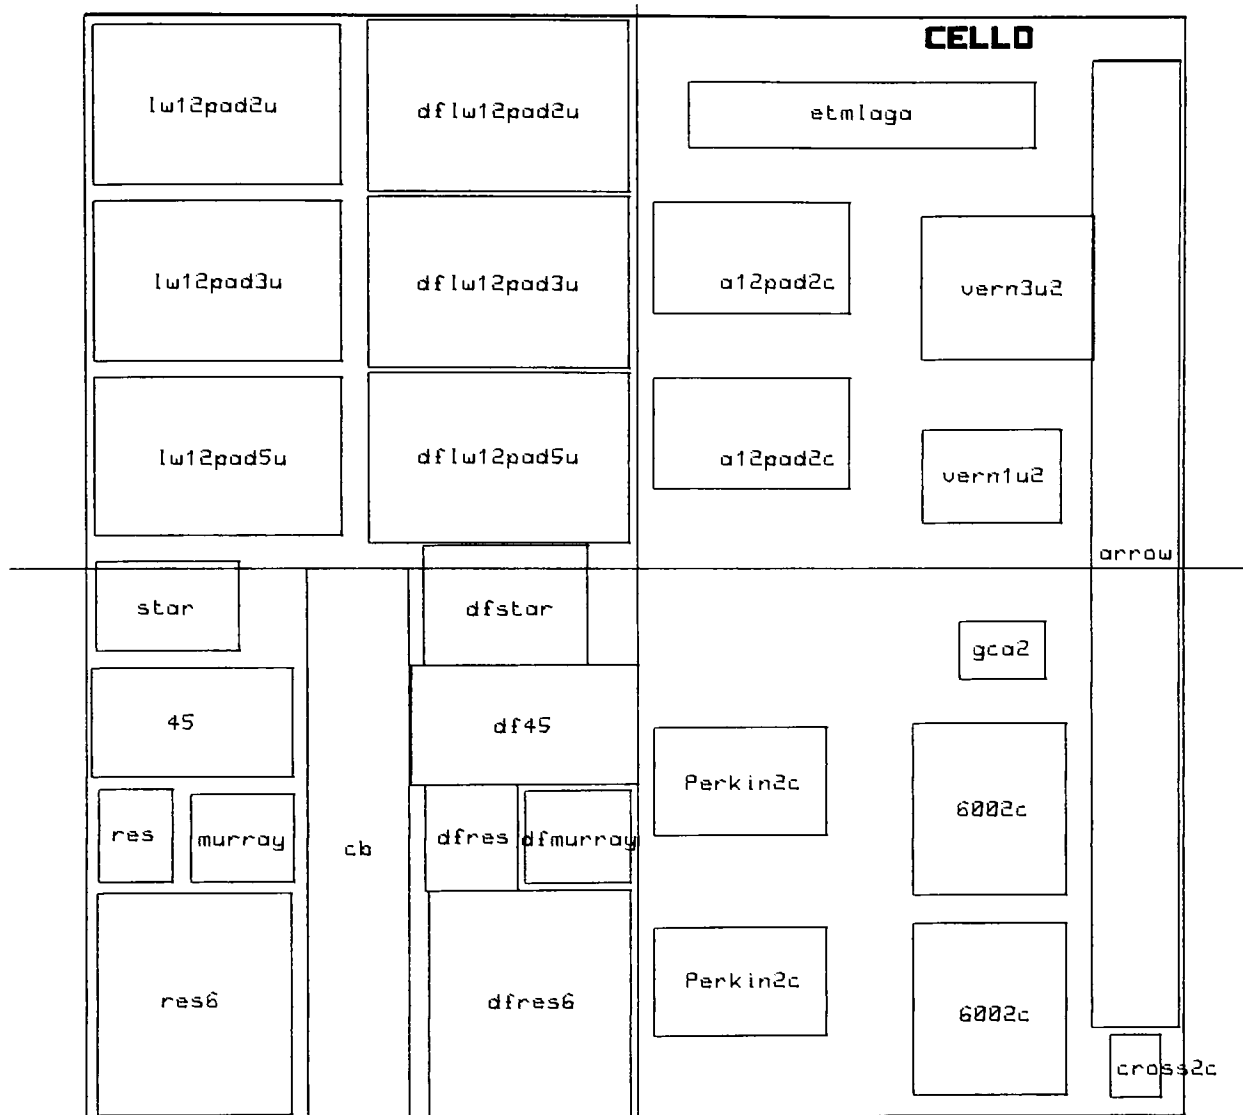 CELLO
lw12pad2u
dflw12pad2u
etmlaga
lw12pad3u
dflw12pad3u
a12pad2c
vern3u2
lw12pad5u
dflw12pad5u
a12pad2c
vern1u2
arrow
star
dfstar
gca2
45
df45
Perkin2c
6002c
res
murray
cb
dfres
dfmurray
res6
dfres6
Perkin2c
6002c
cross2c